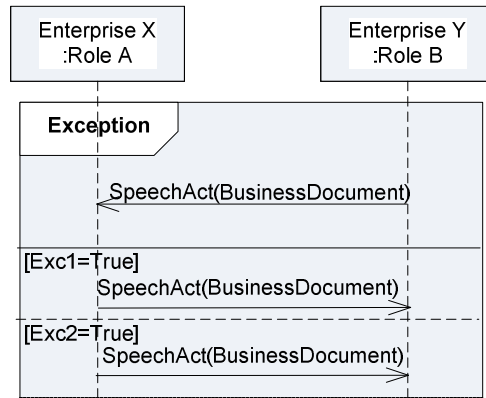 Enterprise X
:Role A
Enterprise Y
:Role B
Exception
SpeechAct(BusinessDocument)
[Exc1=True]
SpeechAct(BusinessDocument)
[Exc2=True]
SpeechAct(BusinessDocument)